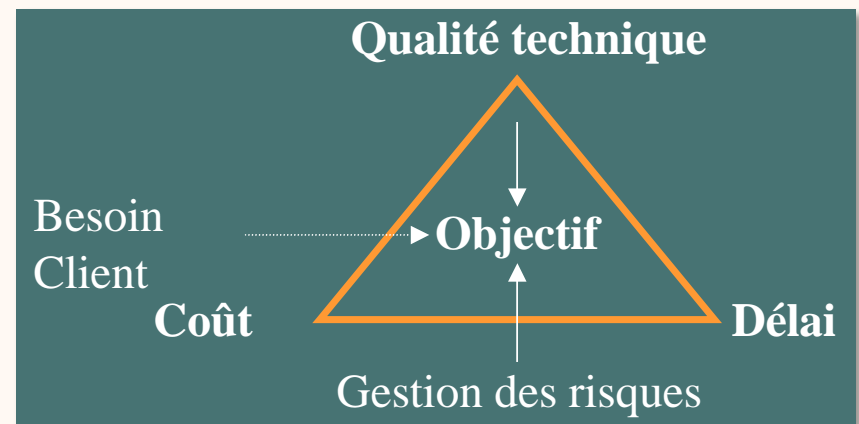 Qualité technique
Besoin
Client
Objectif
Coût
Délai
Gestion des risques